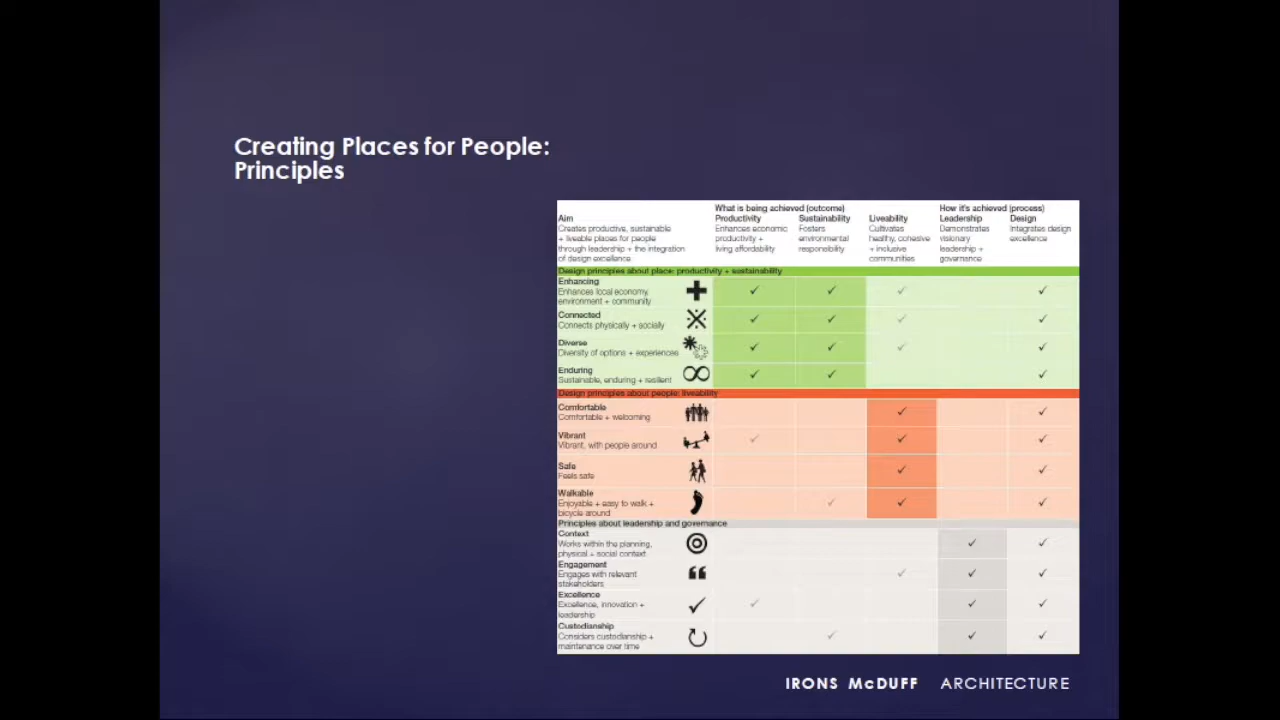 Creating Places for People:
Principles
What is being achieved (outcome)
How it's achieved (process)
Aim
Creates productive, sustainable
+ liveable places for people
through leadership + the integration
of design excellence
Productivity
Enhances economic
productivity +
living affordability
Sustainability
Fosters
environmental
responsibility
Liveability
Cultivates
healthy, cohesive
+ inclusive
communities
Leadership
Demonstrates
visionary
leadership +
governance
Design
Integrates design
excellence
Design principles about place: productivity + sustainability
Enhancing
Enhances local economy,
environment + community
Connected
Connects physically + socially
Diverse
Diversity of options + experiences
Enduring
Sustainable, enduring + resilient
Design principles about people: liveability
Comfortable
Comfortable + welcoming
Vibrant
Vibrant, with people around
Safe
Feels safe
Walkable
Enjoyable + easy to walk +
bicycle around
Principles about leadership and governance
Context
Works within the planning,
physical + social context
Engagement
Engages with relevant
stakeholders
Excellence
Excellence, innovation +
leadership
Custodianship
Considers custodianship +
maintenance over time
IRONS McDUFF ARCHITECTURE